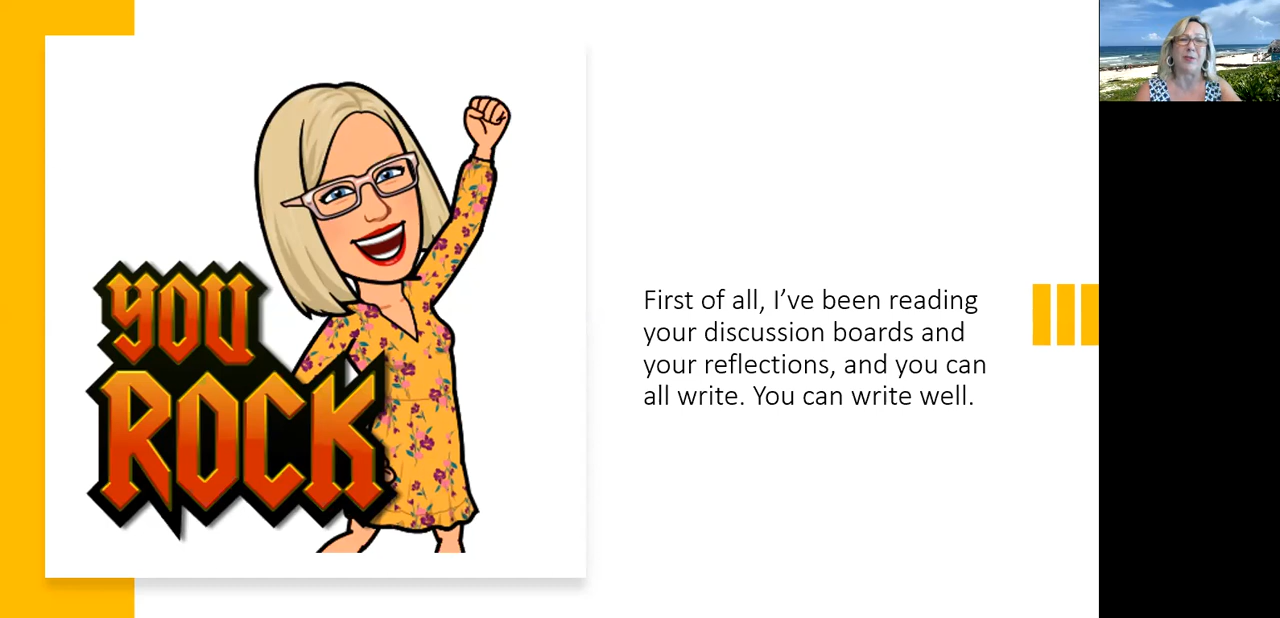 YOU
ROCK
First of all, I’ve been reading
your discussion boards and
your reflections, and you can
all write. You can write well.